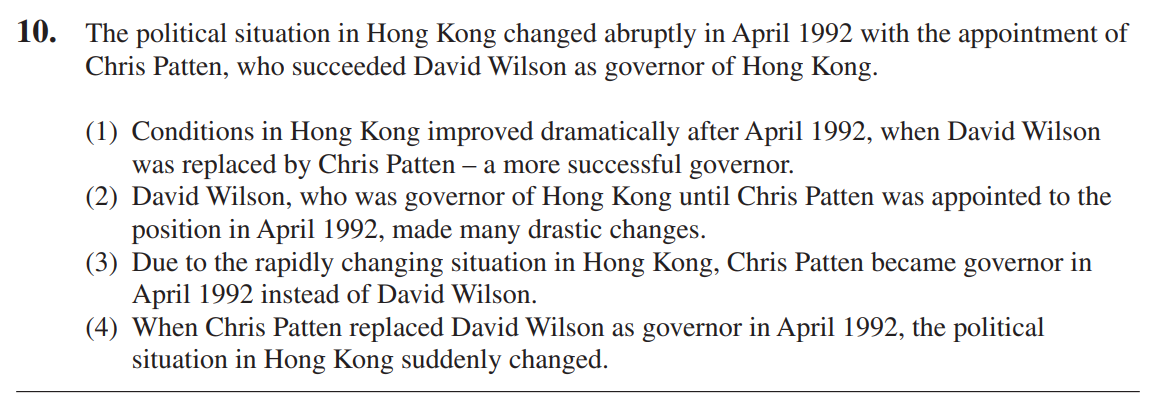 10. The political situation in Hong Kong changed abruptly in April 1992 with the appointment of
Chris Patten, who succeeded David Wilson as governor of Hong Kong.
(1) Conditions in Hong Kong improved dramatically after April 1992, when David Wilson
was replaced by Chris Patten – a more successful governor.
(2) David Wilson, who was governor of Hong Kong until Chris Patten was appointed to the
position in April 1992, made many drastic changes.
(3) Due to the rapidly changing situation in Hong Kong, Chris Patten became governor in
April 1992 instead of David Wilson.
(4) When Chris Patten replaced David Wilson as governor in April 1992, the political
situation in Hong Kong suddenly changed.